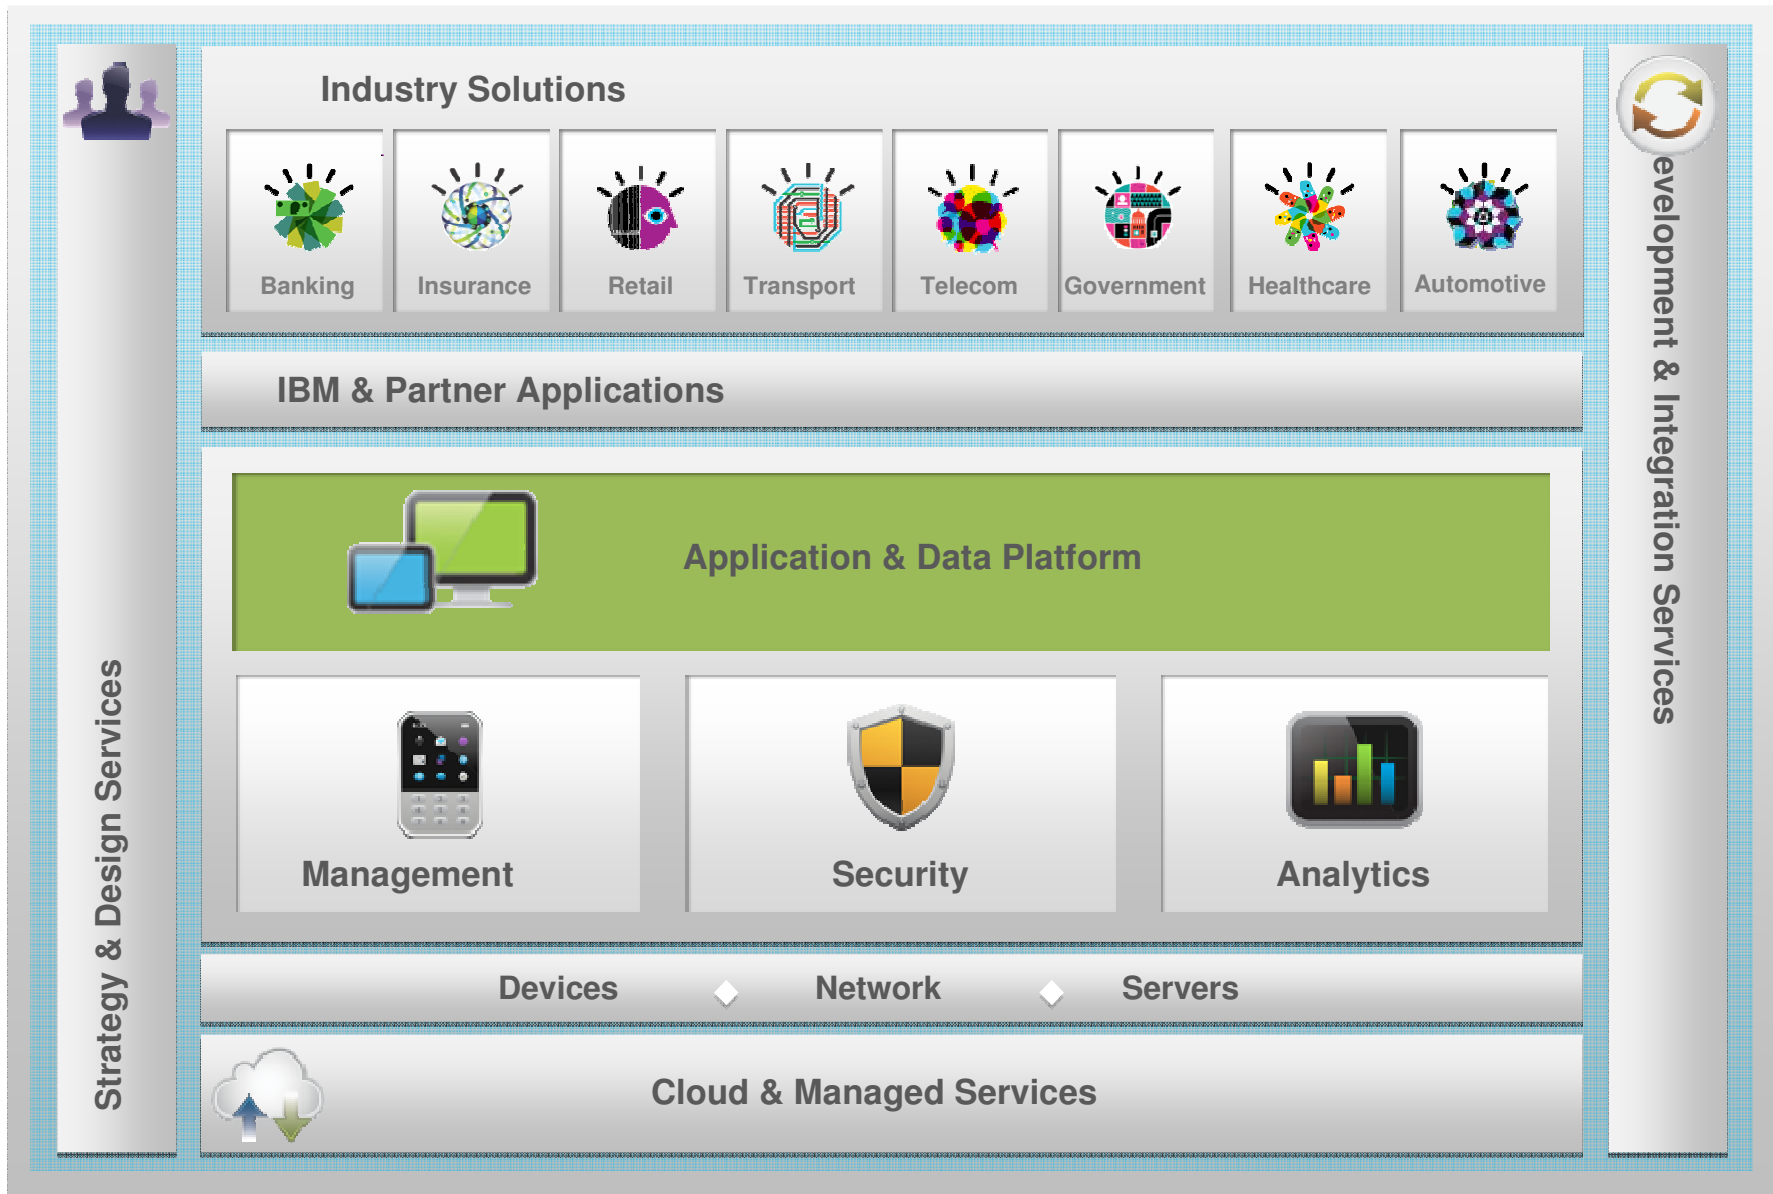 Industry Solutions
Banking
Insurance
Retail
Transport
Telecom
Government
Healthcare
Automotive
IBM & Partner Applications
Application & Data Platform
Management
Security
Analytics
Devices
Network
Servers
Cloud & Managed Services
Strategy & Design Services
evelopment & Integration Services